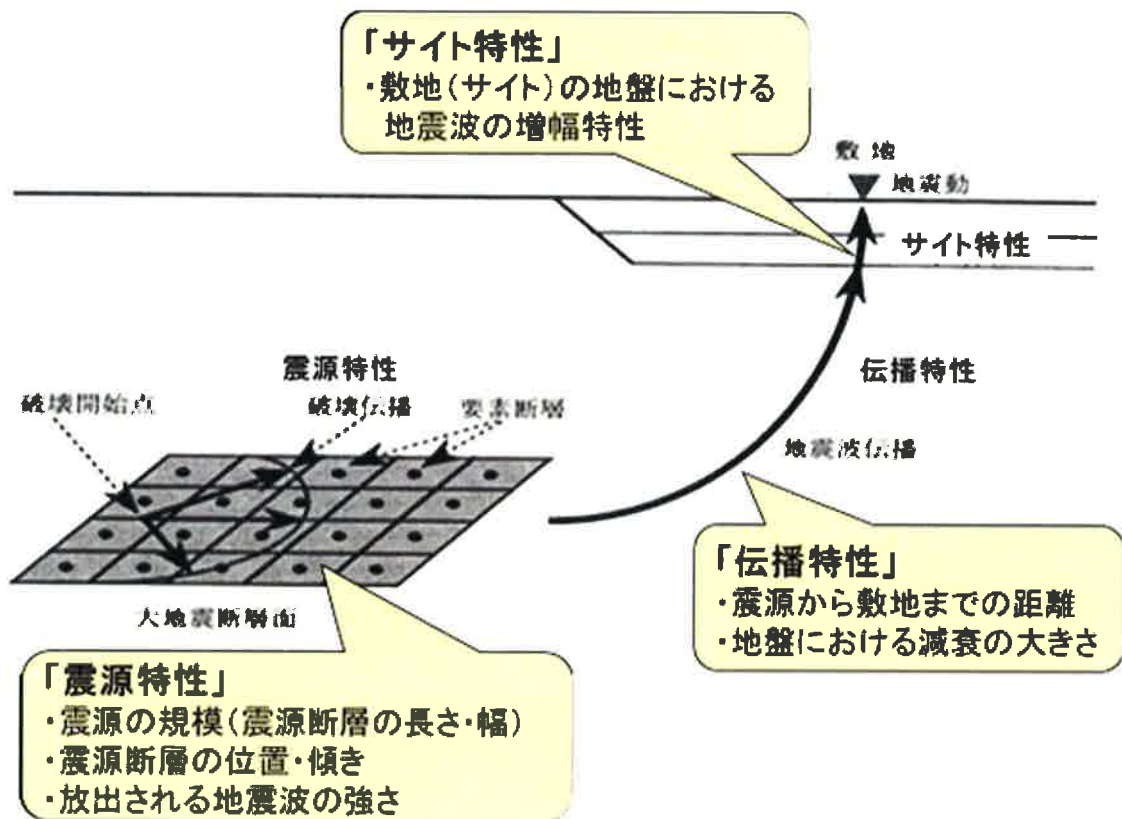 「サイト特性」
・敷地(サイト)の地盤における
地震波の増幅特性
敷 地
地震動
サイト特性
震源特性
伝播特性
破壊開始点
破壊伝播
要素断層
地震波伝播
大地震断層面
「伝播特性」
・震源から敷地までの距離
・地盤における減衰の大きさ
「震源特性」
・震源の規模(震源断層の長さ・幅)
・震源断層の位置・傾き
・放出される地震波の強さ